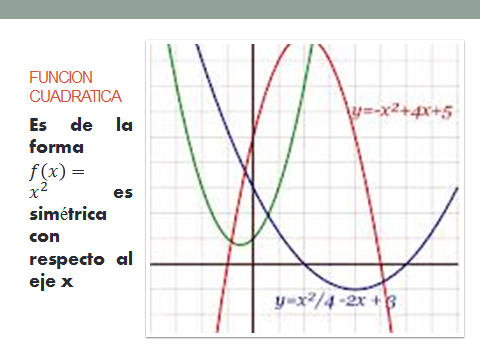 FUNCION
CUADRATICA
Es de la
forma
f(x) =
x² es
simétrica
con
respecto al
eje x
y=-x²+4x+5
y=x²/4 -2x + 3